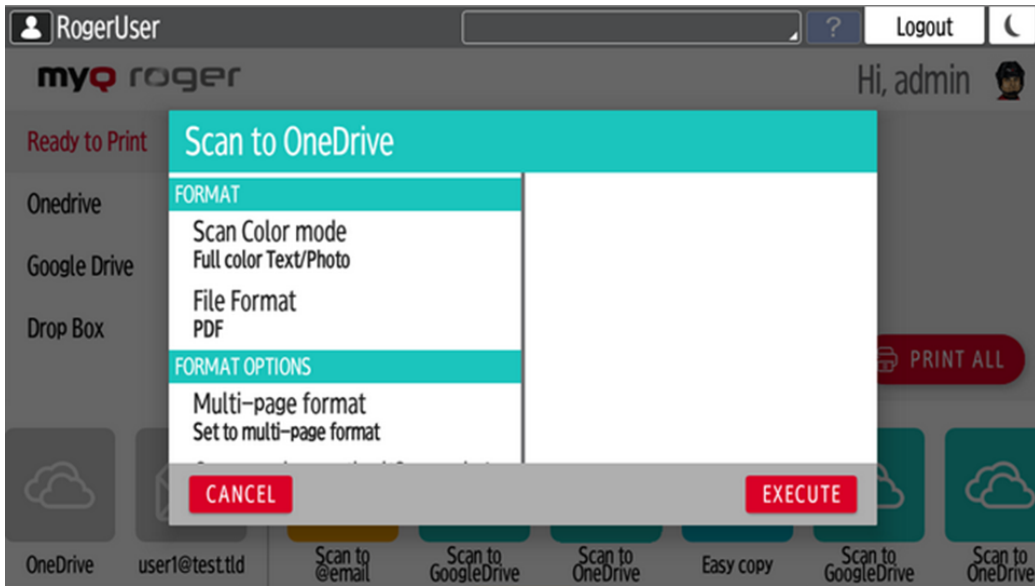 RogerUser
?
Logout
myQ roger
Hi, admin
Ready to Print
Onedrive
Google Drive
Drop Box
PRINT ALL
Scan to OneDrive
FORMAT
Scan Color mode
Full color Text/Photo
File Format
PDF
FORMAT OPTIONS
Multi-page format
Set to multi-page format
CANCEL
EXECUTE
OneDrive
user1@test.tld
Scan to
@email
Scan to
GoogleDrive
Scan to
OneDrive
Easy copy
Scan to
GoogleDrive
Scan to
OneDrive